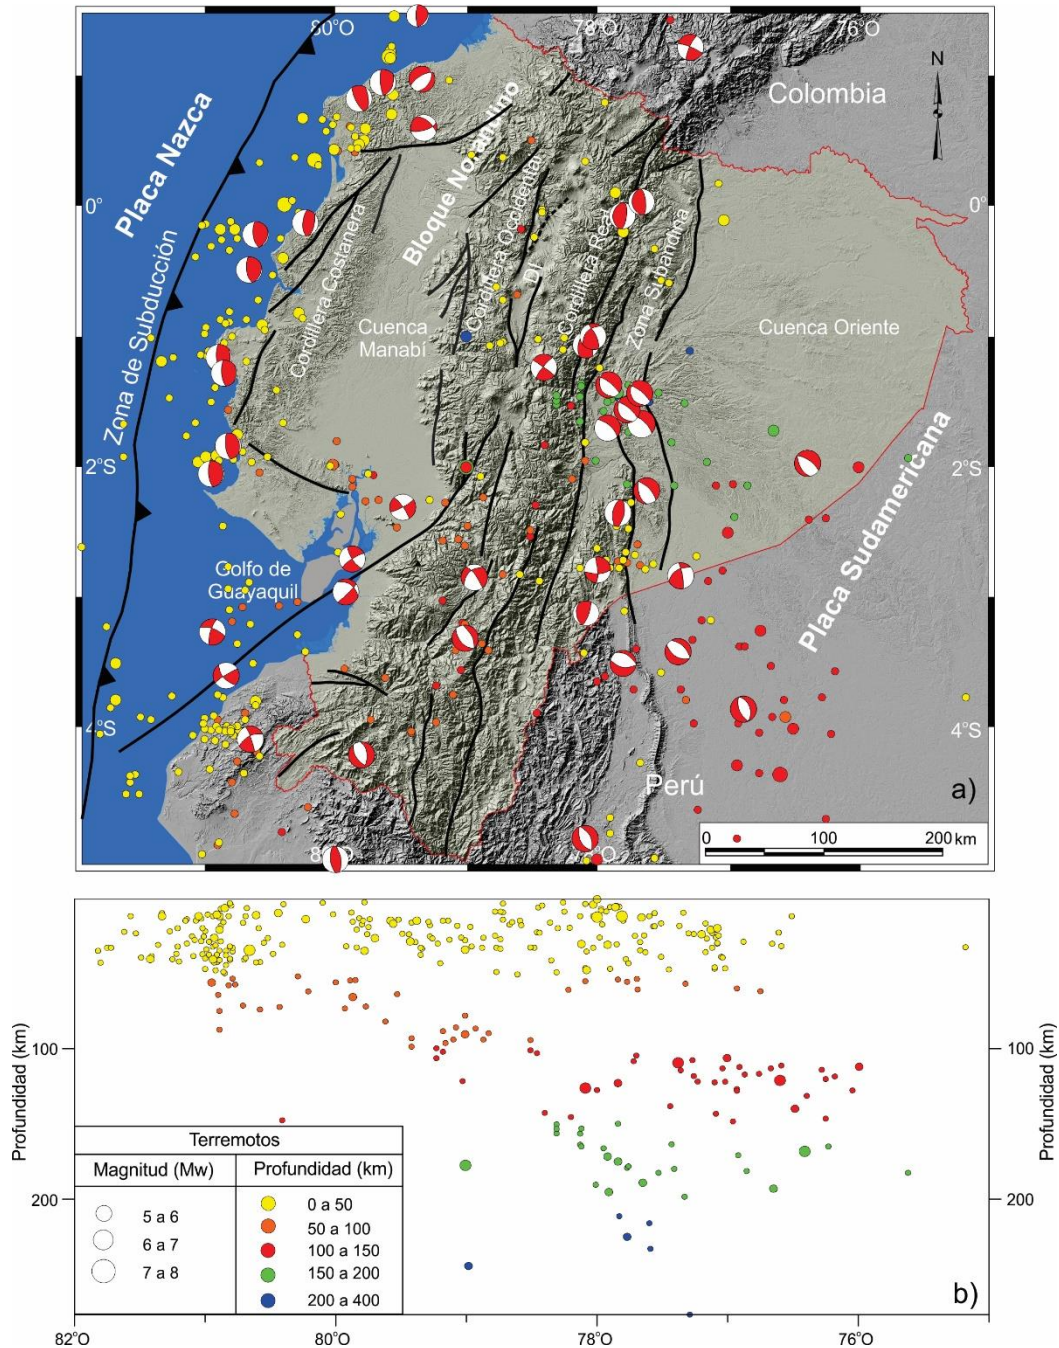 80°O
78°O
76°O
N
Colombia
Placa Nazca
Bloque Norandino
0°
0°
Zona de Subducción
Cordillera Costanera
Cordillera Occidental
DI
Cordillera Real
Zona Subandina
Cuenca
Manabí
Cuenca Oriente
2°S
2°S
Placa Sudamericana
Golfo de
Guayaquil
4°S
4°S
Perú
a)
0
100
200
km
Profundidad (km)
100
200
Profundidad (km)
100
200
Terremotos
Magnitud (Mw)
Profundidad (km)
5 a 6
6 a 7
7 a 8
0 a 50
50 a 100
100 a 150
150 a 200
200 a 400
b)
82°O
80°O
78°O
76°O